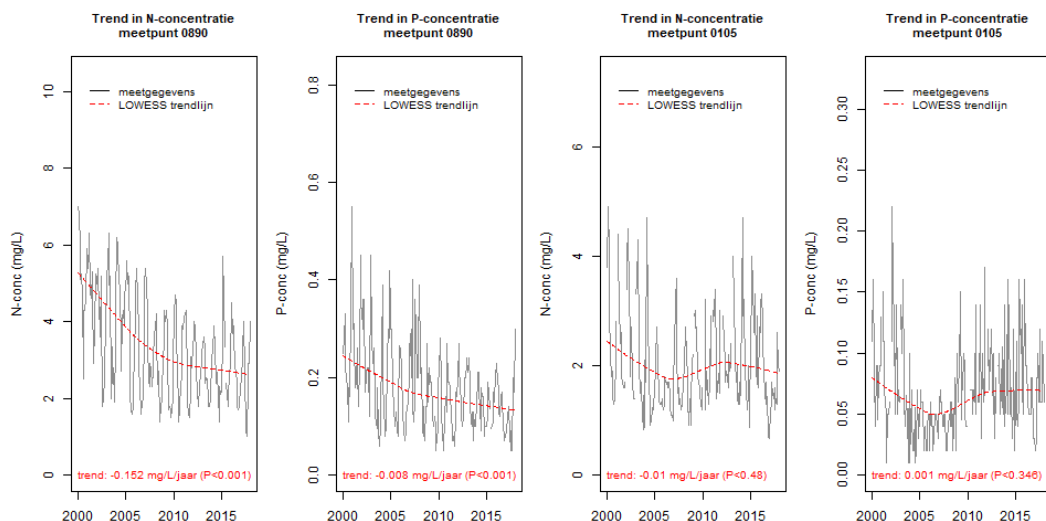 Trend in N-concentratie
meetpunt 0890
N-conc (mg/L)
10
8
6
4
2
0
meetgegevens
LOWESS trendlijn
trend: -0.152 mg/L/jaar (P<0.001)
2000 2005 2010 2015
Trend in P-concentratie
meetpunt 0890
P-conc (mg/L)
0.8
0.6
0.4
0.2
0.0
meetgegevens
LOWESS trendlijn
trend: -0.008 mg/L/jaar (P<0.001)
2000 2005 2010 2015
Trend in N-concentratie
meetpunt 0105
N-conc (mg/L)
6
4
2
0
meetgegevens
LOWESS trendlijn
trend: -0.01 mg/L/jaar (P<0.48)
2000 2005 2010 2015
Trend in P-concentratie
meetpunt 0105
P-conc (mg/L)
0.30
0.25
0.20
0.15
0.10
0.05
0.00
meetgegevens
LOWESS trendlijn
trend: 0.001 mg/L/jaar (P<0.346)
2000 2005 2010 2015